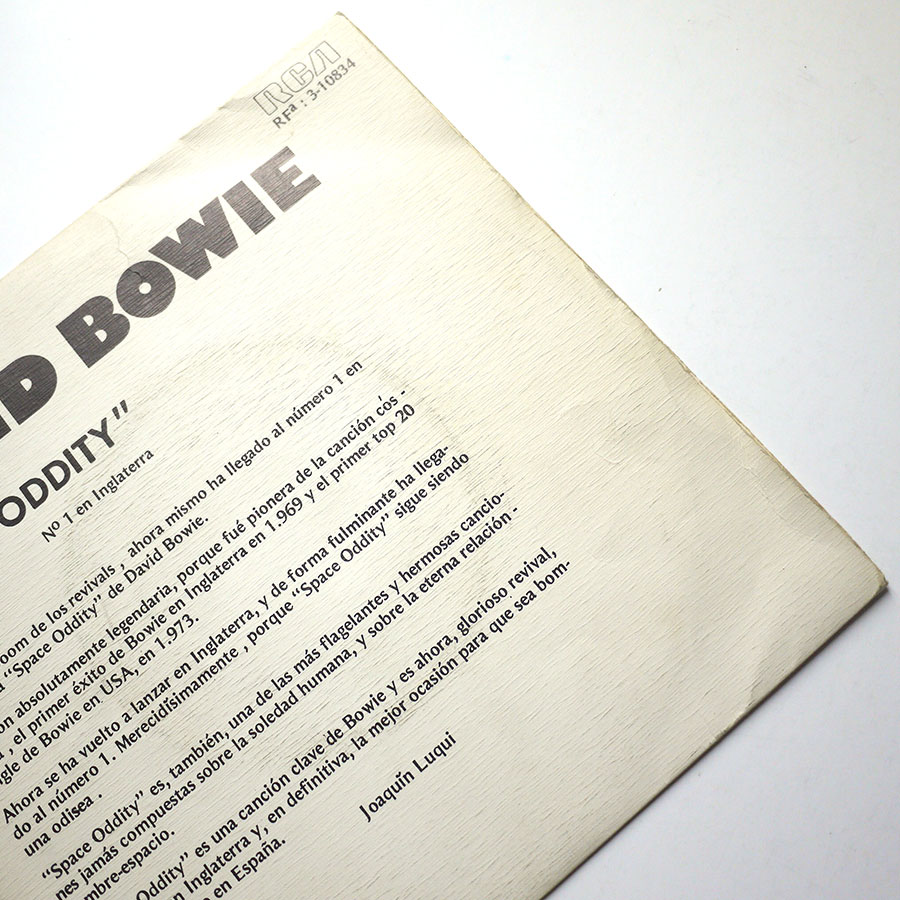 RCA
RFª : 3-10834
D BOWIE
ODDITY"
Nº 1 en Inglaterra
oom de los revivals , ahora mismo ha llegado al número 1 en
"Space Oddity" de David Bowie.
ón absolutamente legendaria, porque fué pionera de la canción cós -
, el primer éxito de Bowie en Inglaterra en 1.969 y el primer top 20
gle de Bowie en USA, en 1.973.
Ahora se ha vuelto a lanzar en Inglaterra, y de forma fulminante ha llega-
do al número 1. Merecidísimamente , porque "Space Oddity" sigue siendo
una odisea .
"Space Oddity" es, también, una de las más flagelantes y hermosas cancio-
nes jamás compuestas sobre la soledad humana, y sobre la eterna relación -
mbre-espacio.
Oddity" es una canción clave de Bowie y es ahora, glorioso revival,
en Inglaterra y, en definitiva, la mejor ocasión para que sea bom-
en España.
Joaquín Luqui